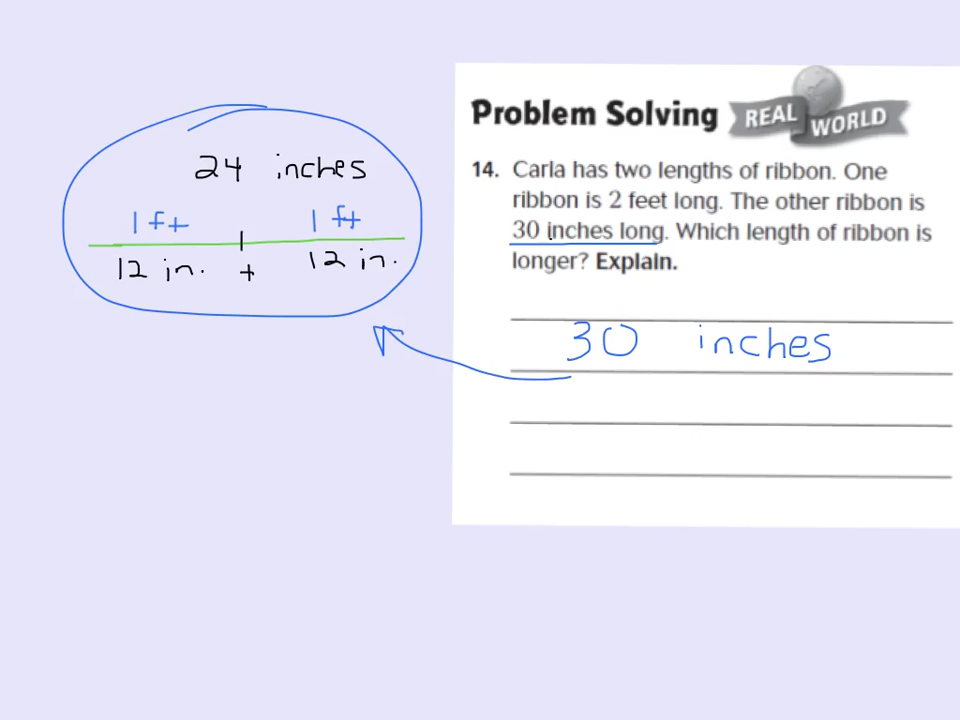 24 inches
1 ft 1 ft
12 in. + 12 in.
Problem Solving REAL WORLD
14. Carla has two lengths of ribbon. One
ribbon is 2 feet long. The other ribbon is
30 inches long. Which length of ribbon is
longer? Explain.
30 inches